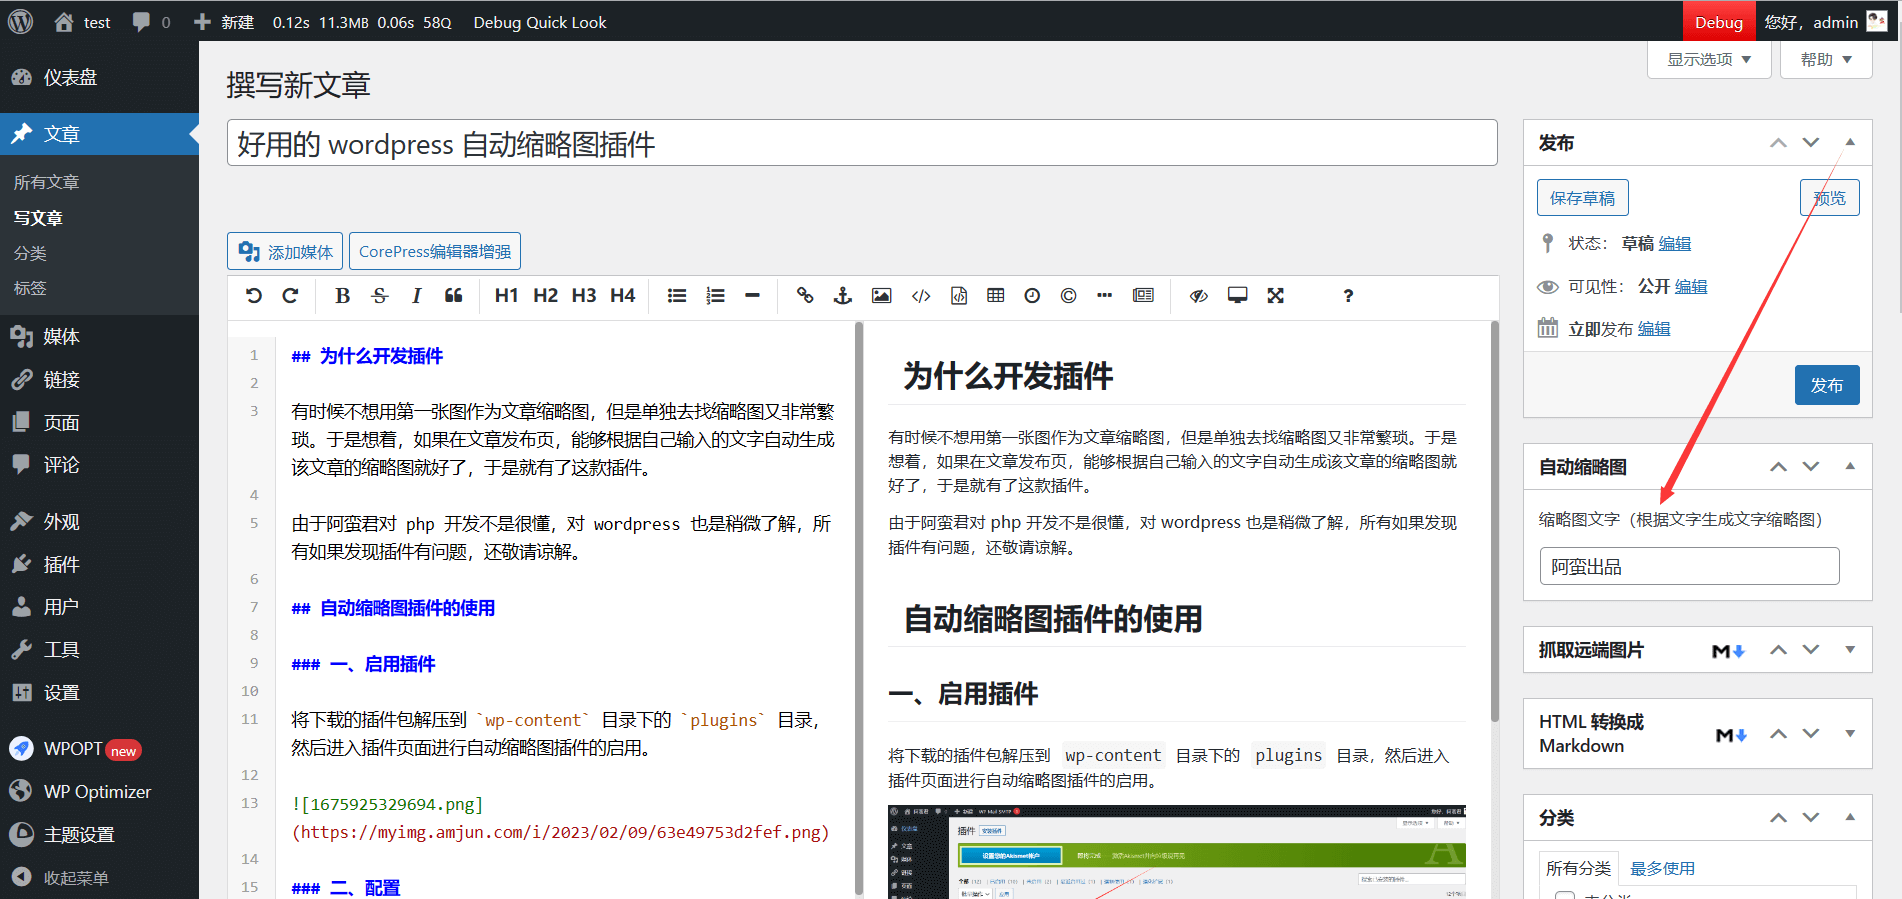 test 0 新建 0.12s 11.3MB 0.06s 58Q Debug Quick Look Debug 您好，admin
仪表盘
文章
所有文章
写文章
分类
标签
媒体
链接
页面
评论
外观
插件
用户
工具
设置
WPOPT new
WP Optimizer
主题设置
收起菜单
显示选项 帮助
撰写新文章
好用的 wordpress 自动缩略图插件
添加媒体 CorePress编辑器增强
B S I H1 H2 H3 H4 ?
1 ## 为什么开发插件
2
3 有时候不想用第一张图作为文章缩略图，但是单独去找缩略图又非常繁
琐。于是想着，如果在文章发布页，能够根据自己输入的文字自动生成
该文章的缩略图就好了，于是就有了这款插件。
4
5 由于阿蛮君对 php 开发不是很懂，对 wordpress 也是稍微了解，所
有如果发现插件有问题，还敬请谅解。
6
7 ## 自动缩略图插件的使用
8
9 ### 一、启用插件
10
11 将下载的插件包解压到 `wp-content` 目录下的 `plugins` 目录，
然后进入插件页面进行自动缩略图插件的启用。
12
13 ![1675925329694.png]
(https://myimg.amjun.com/i/2023/02/09/63e49753d2fef.png)
14
15 ### 二、配置
为什么开发插件
有时候不想用第一张图作为文章缩略图，但是单独去找缩略图又非常繁琐。于是
想着，如果在文章发布页，能够根据自己输入的文字自动生成该文章的缩略图就
好了，于是就有了这款插件。
由于阿蛮君对 php 开发不是很懂，对 wordpress 也是稍微了解，所有如果发现
插件有问题，还敬请谅解。
自动缩略图插件的使用
一、启用插件
将下载的插件包解压到 wp-content 目录下的 plugins 目录，然后进入
插件页面进行自动缩略图插件的启用。
插件
发布
保存草稿 预览
状态： 草稿 编辑
可见性： 公开 编辑
立即发布 编辑
发布
自动缩略图
缩略图文字（根据文字生成文字缩略图）
阿蛮出品
抓取远端图片 M
HTML 转换成
Markdown M
分类
所有分类 最多使用